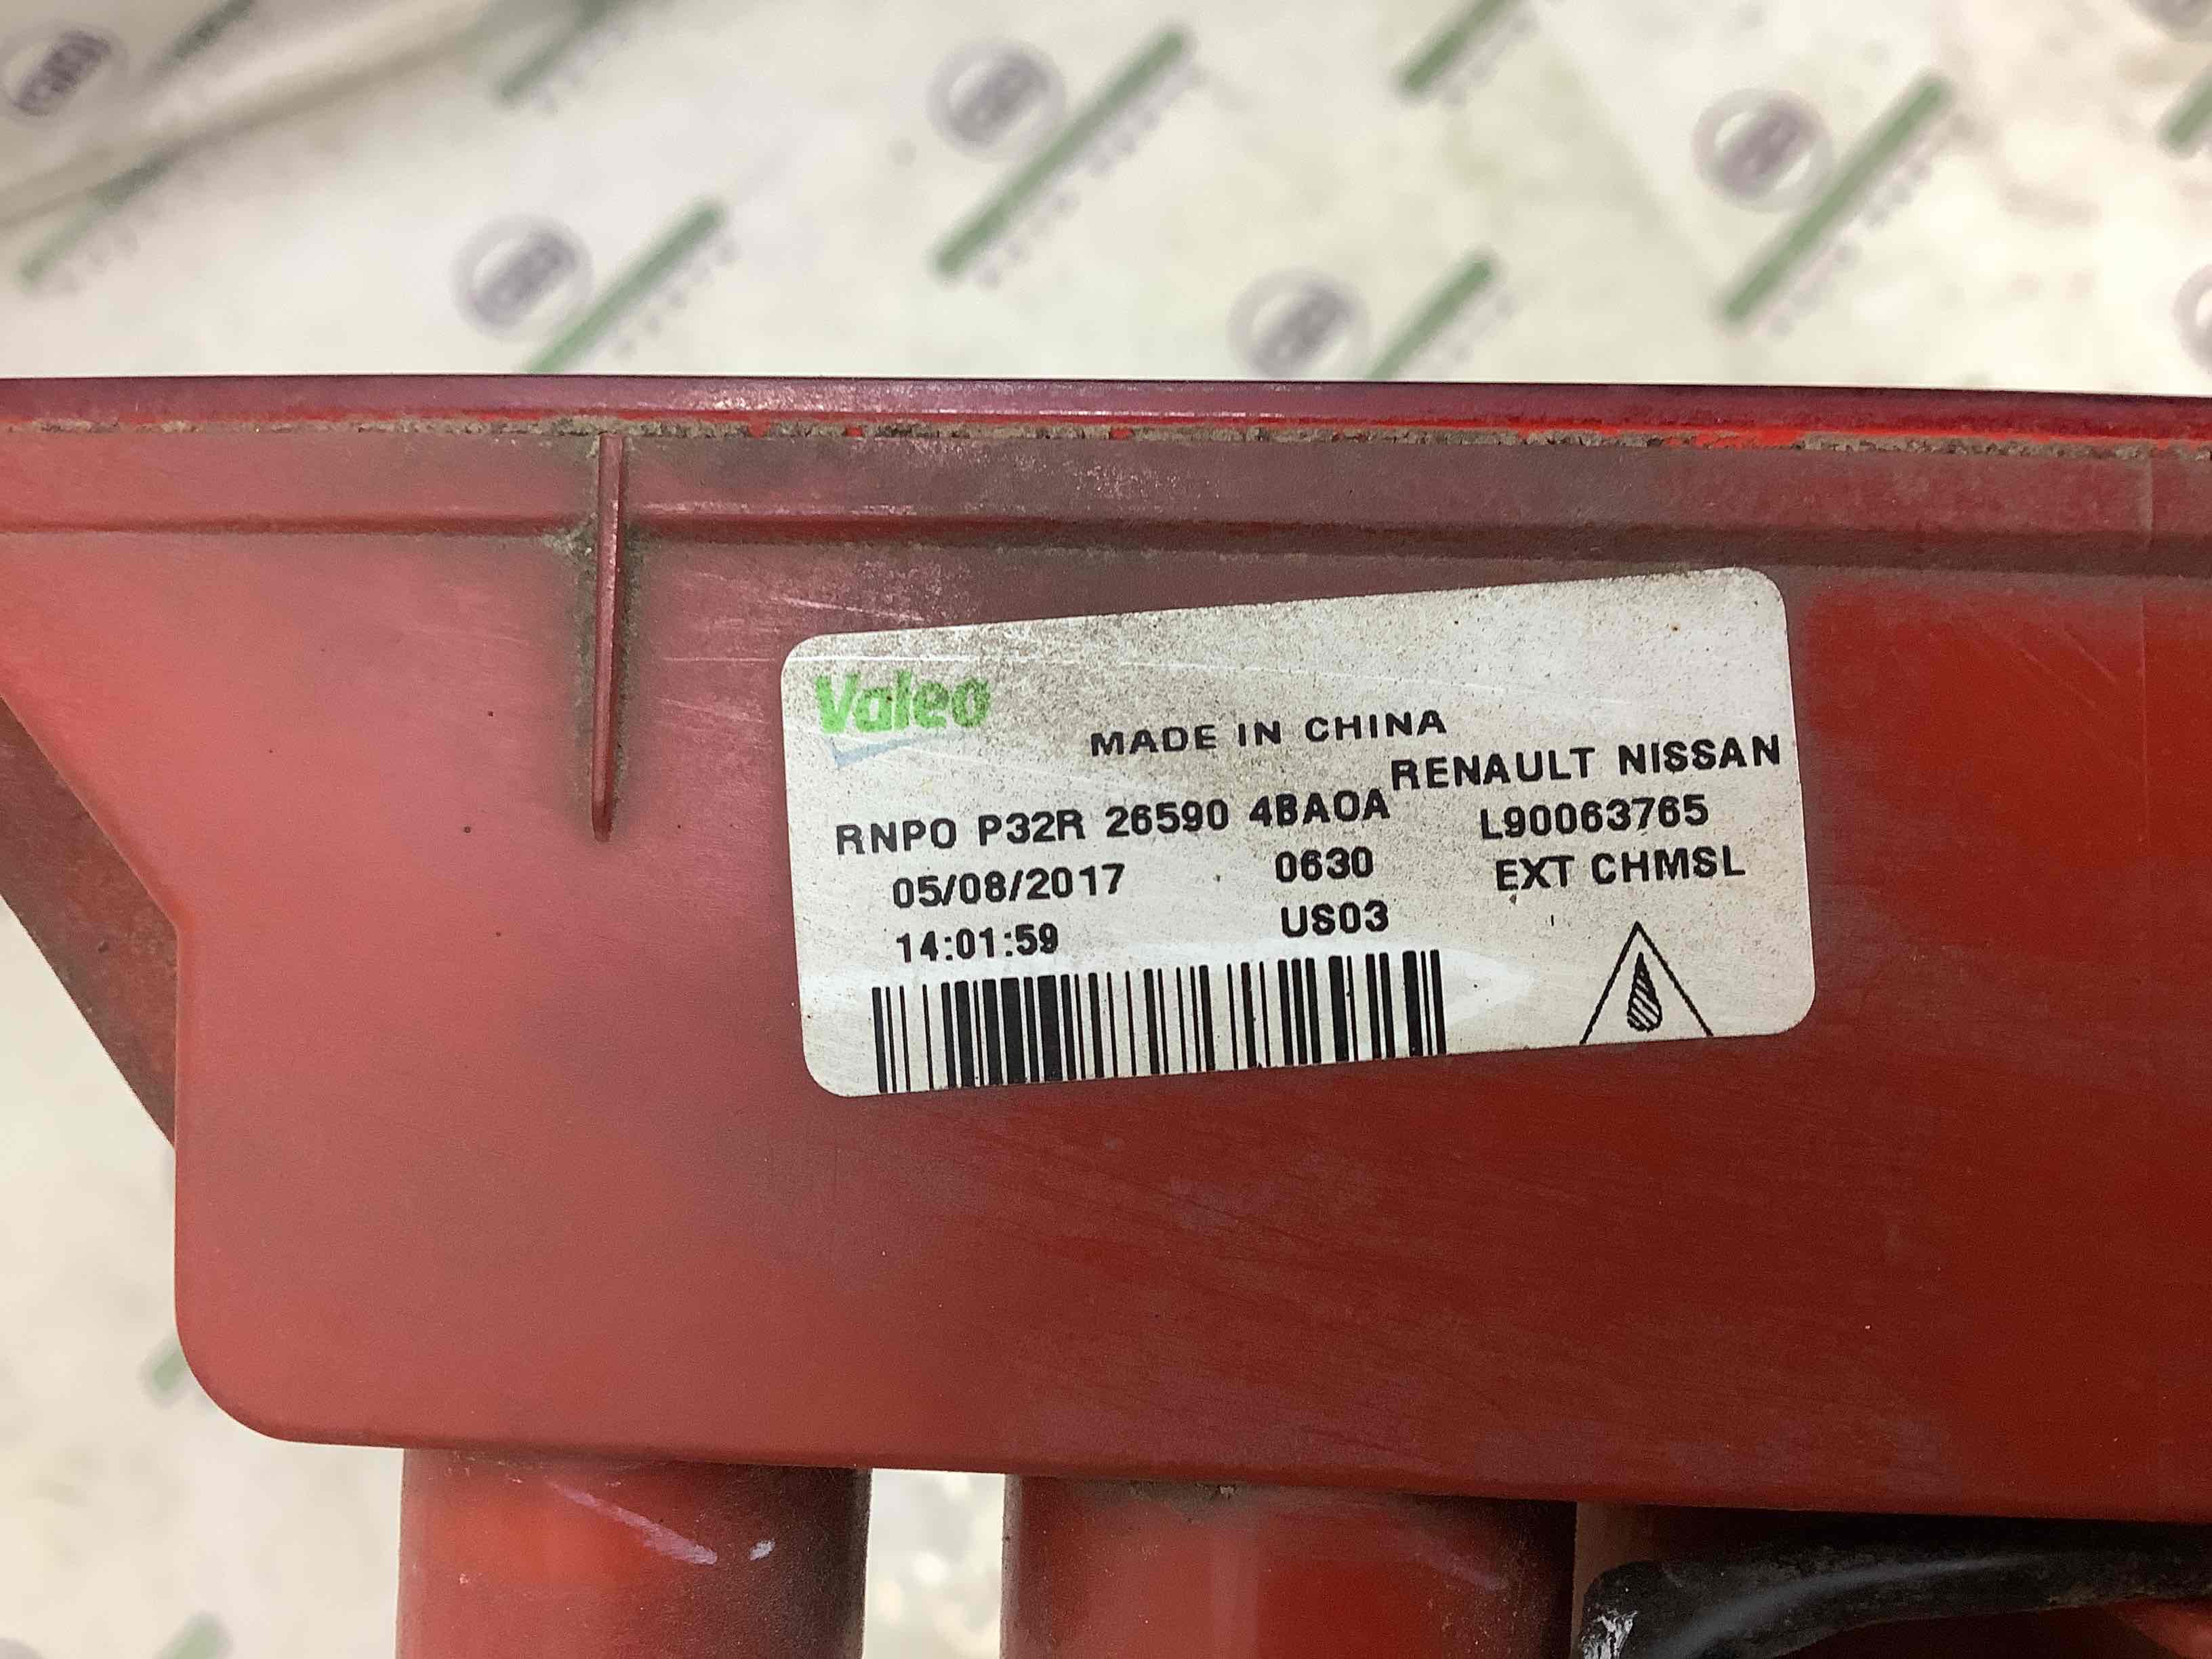 Valeo
MADE IN CHINA
RENAULT NISSAN
RNPO P32R 26590 4BA0A
L90063765
05/08/2017 0630
EXT CHMSL
14:01:59 US03